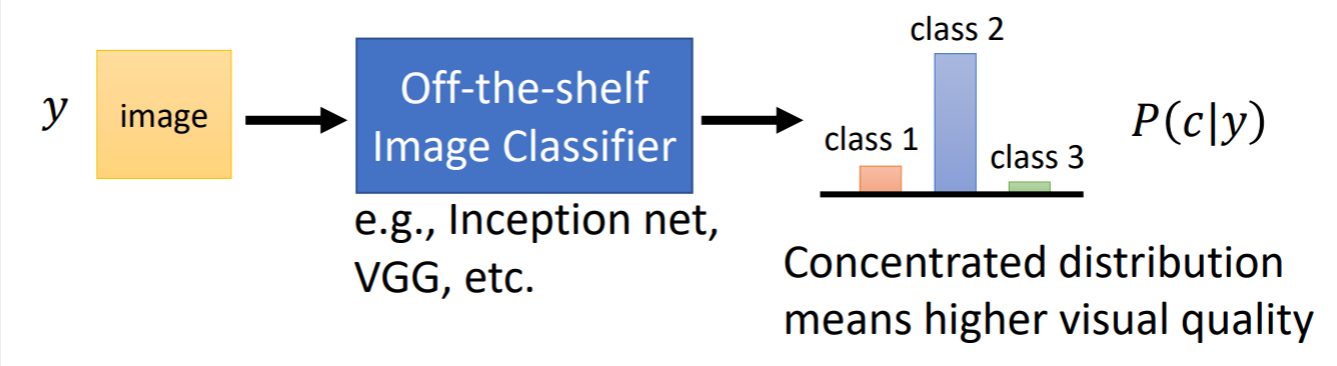 y
image
Off-the-shelf
Image Classifier
e.g., Inception net,
VGG, etc.
class 1
class 2
class 3
P(c|y)
Concentrated distribution
means higher visual quality